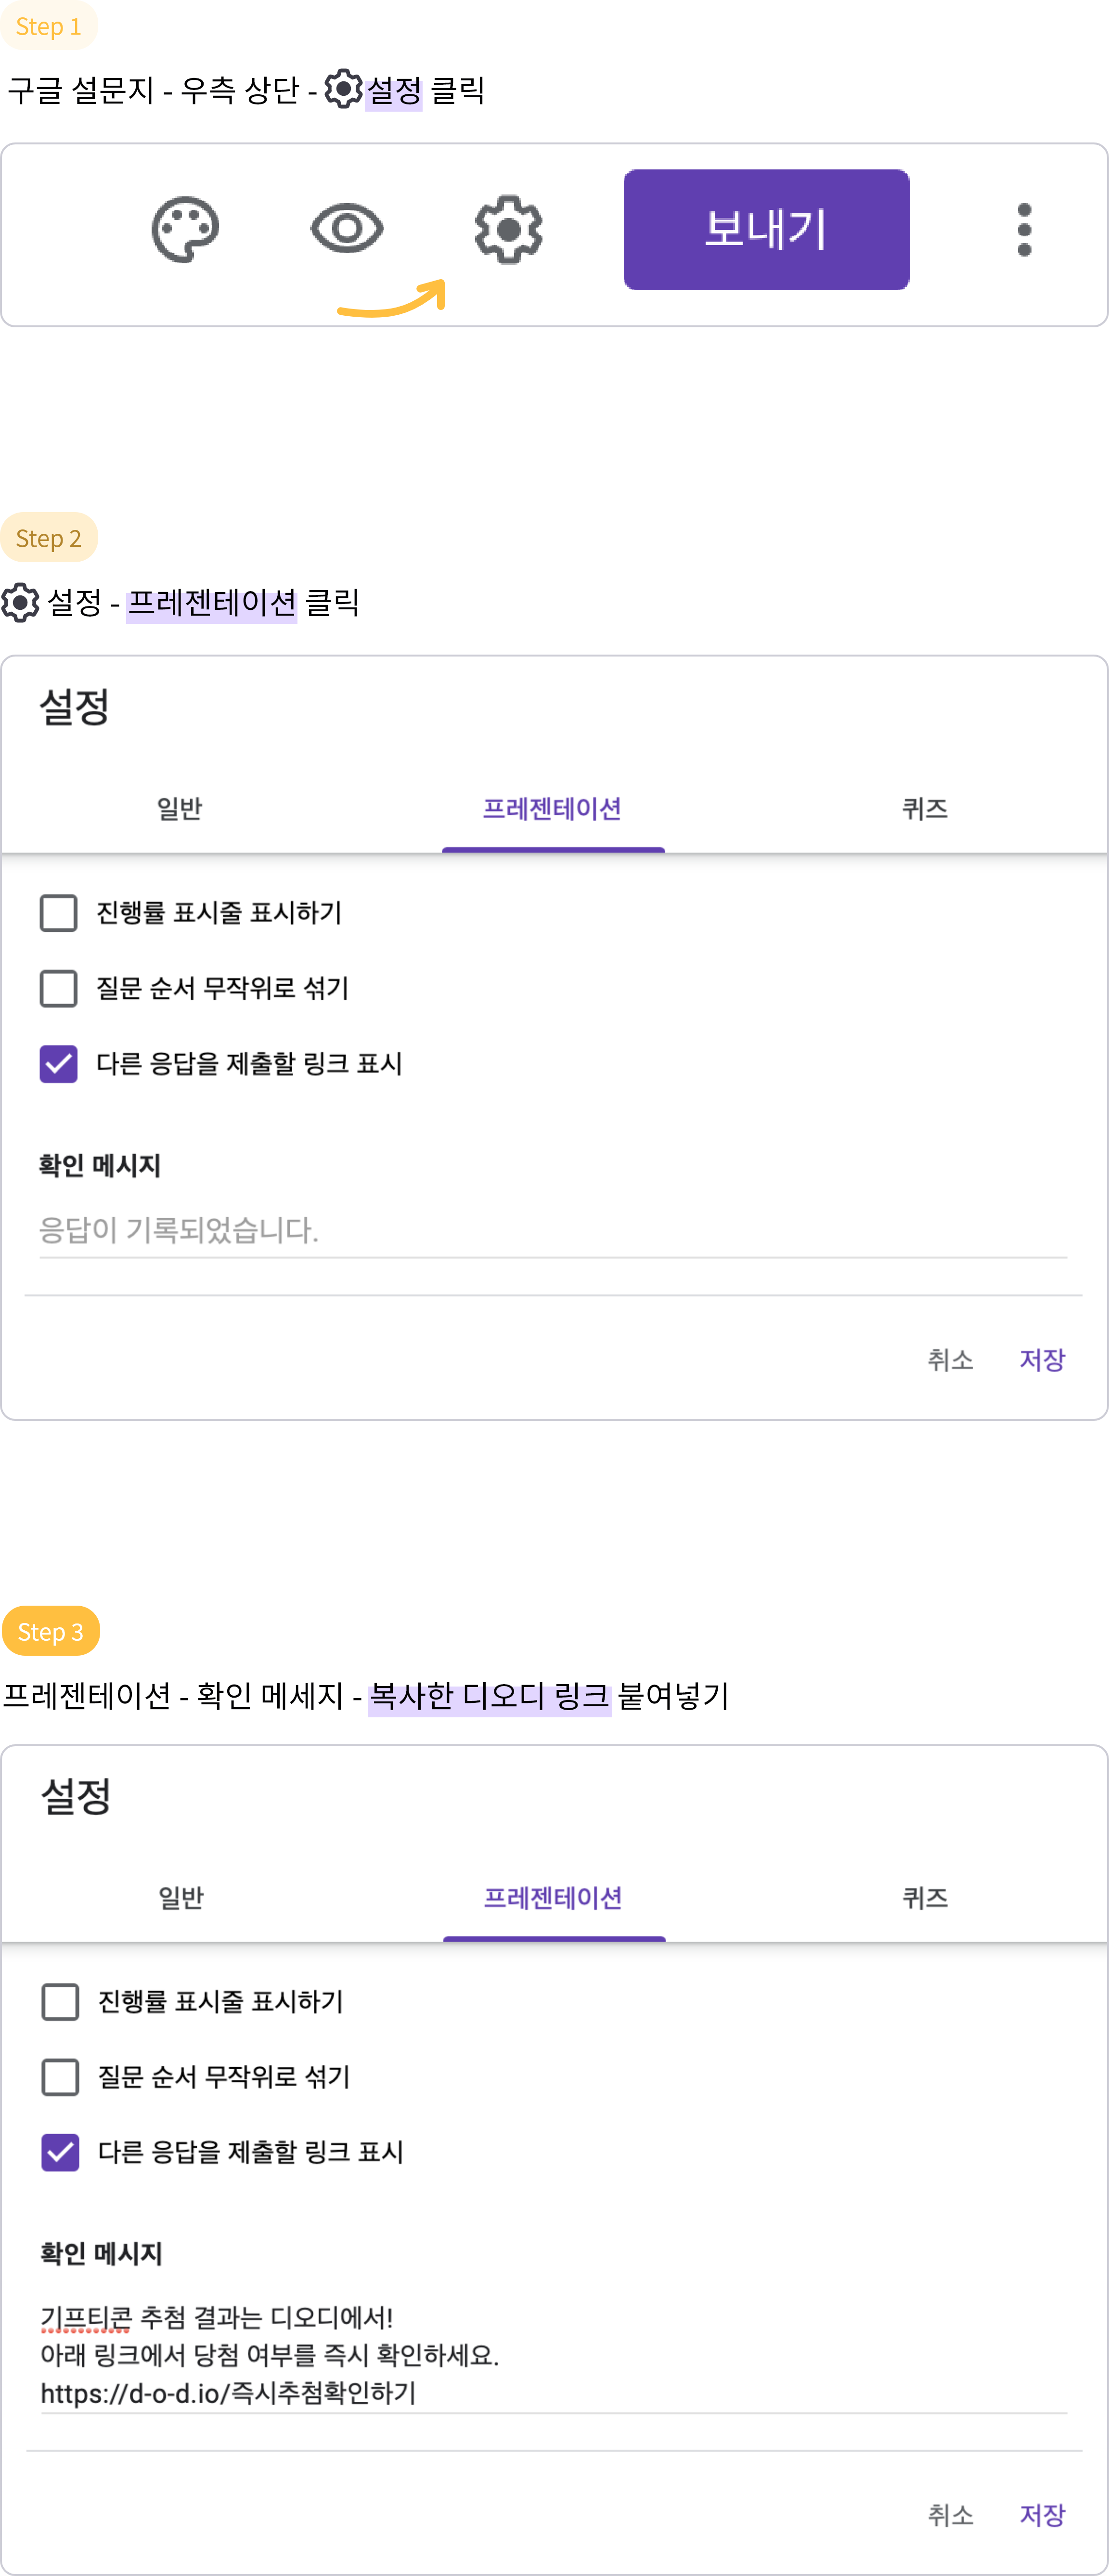 Step 1
구글 설문지 - 우측 상단 - 설정 클릭
보내기
Step 2
설정 - 프레젠테이션 클릭
설정
일반 프레젠테이션 퀴즈
진행률 표시줄 표시하기
질문 순서 무작위로 섞기
다른 응답을 제출할 링크 표시
확인 메시지
응답이 기록되었습니다.
취소 저장
Step 3
프레젠테이션 - 확인 메세지 - 복사한 디오디 링크 붙여넣기
설정
일반 프레젠테이션 퀴즈
진행률 표시줄 표시하기
질문 순서 무작위로 섞기
다른 응답을 제출할 링크 표시
확인 메시지
기프티콘 추첨 결과는 디오디에서!
아래 링크에서 당첨 여부를 즉시 확인하세요.
https://d-o-d.io/즉시추첨확인하기
취소 저장